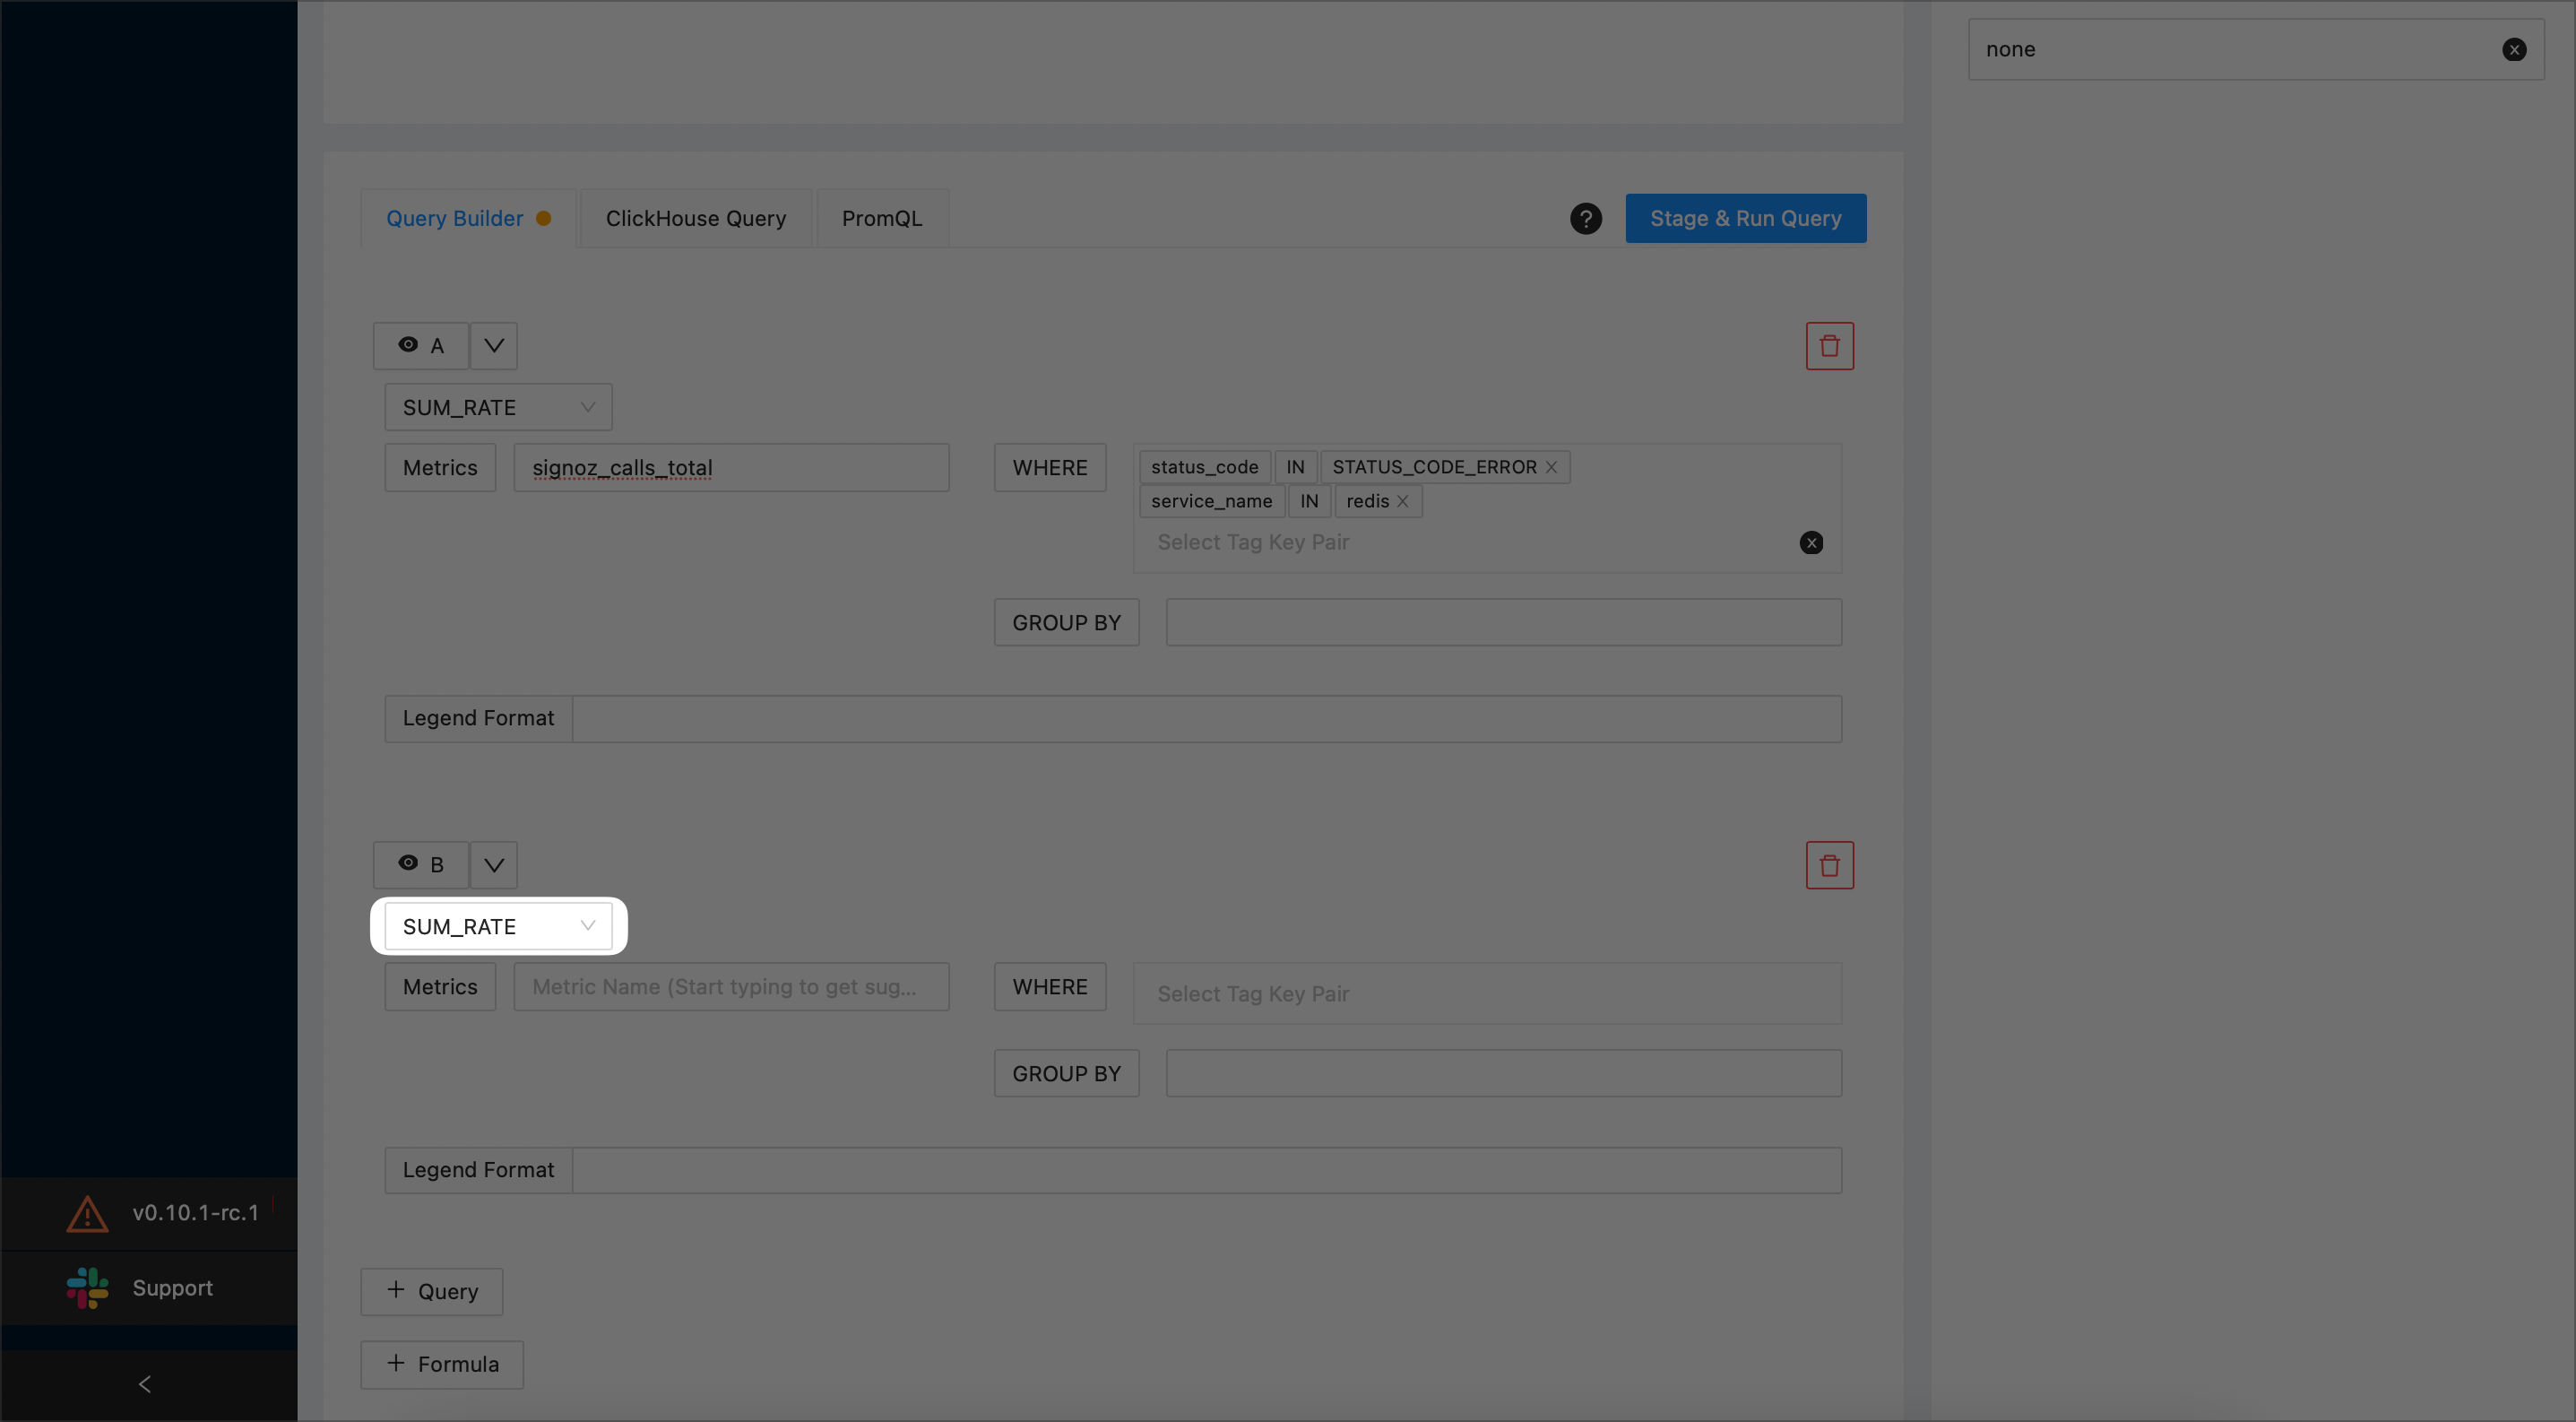 none
Query Builder
ClickHouse Query
PromQL
?
Stage & Run Query
A
SUM_RATE
Metrics
signoz_calls_total
WHERE
status_code IN STATUS_CODE_ERROR
service_name IN redis
Select Tag Key Pair
GROUP BY
Legend Format
B
SUM_RATE
Metrics
Metric Name (Start typing to get sug...
WHERE
Select Tag Key Pair
GROUP BY
Legend Format
v0.10.1-rc.1
Support
+ Query
+ Formula